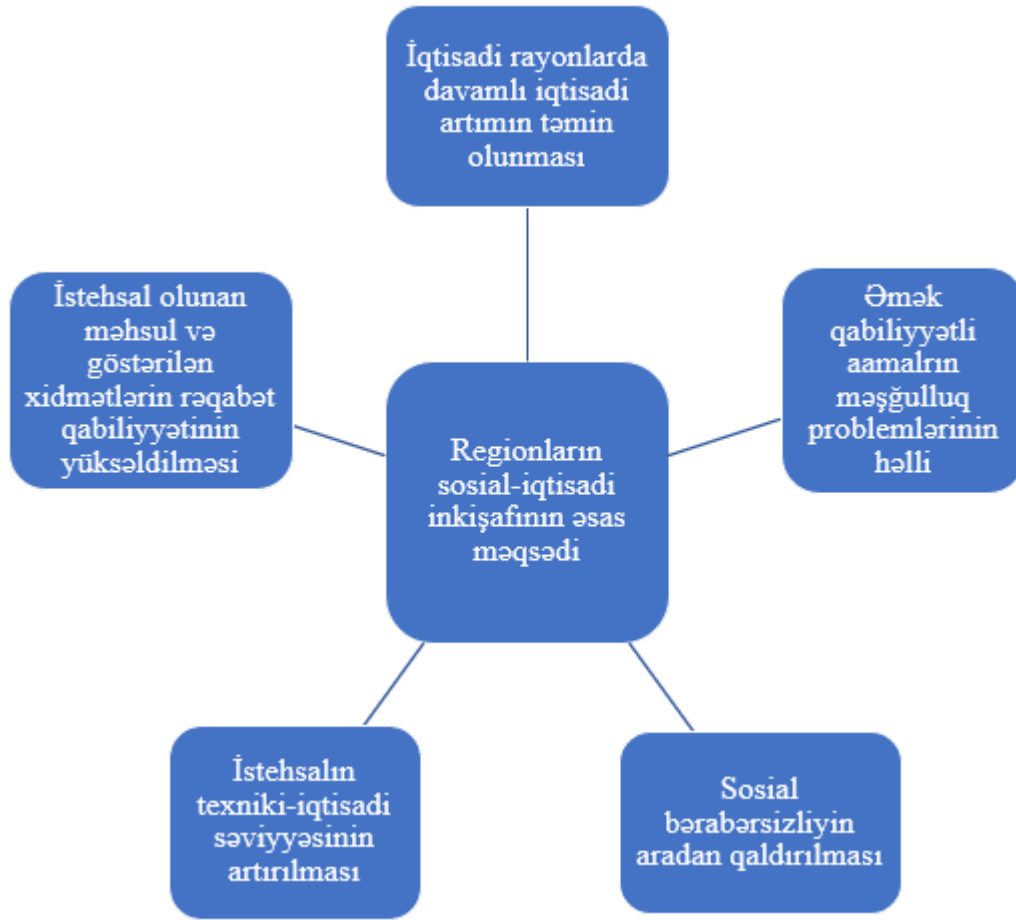 İqtisadi rayonlarda
davamlı iqtisadi
artımın təmin
olunması
İstehsal olunan
məhsul və
göstərilən
xidmətlərin rəqabət
qabiliyyətinin
yüksəldilməsi
Əmək
qabiliyyətli
aamalrın
məşğulluq
problemlərinin
həlli
Regionların
sosial-iqtisadi
inkişafının əsas
məqsədi
İstehsalın
texniki-iqtisadi
səviyyəsinin
artırılması
Sosial
bərabərsizliyin
aradan qaldırılması